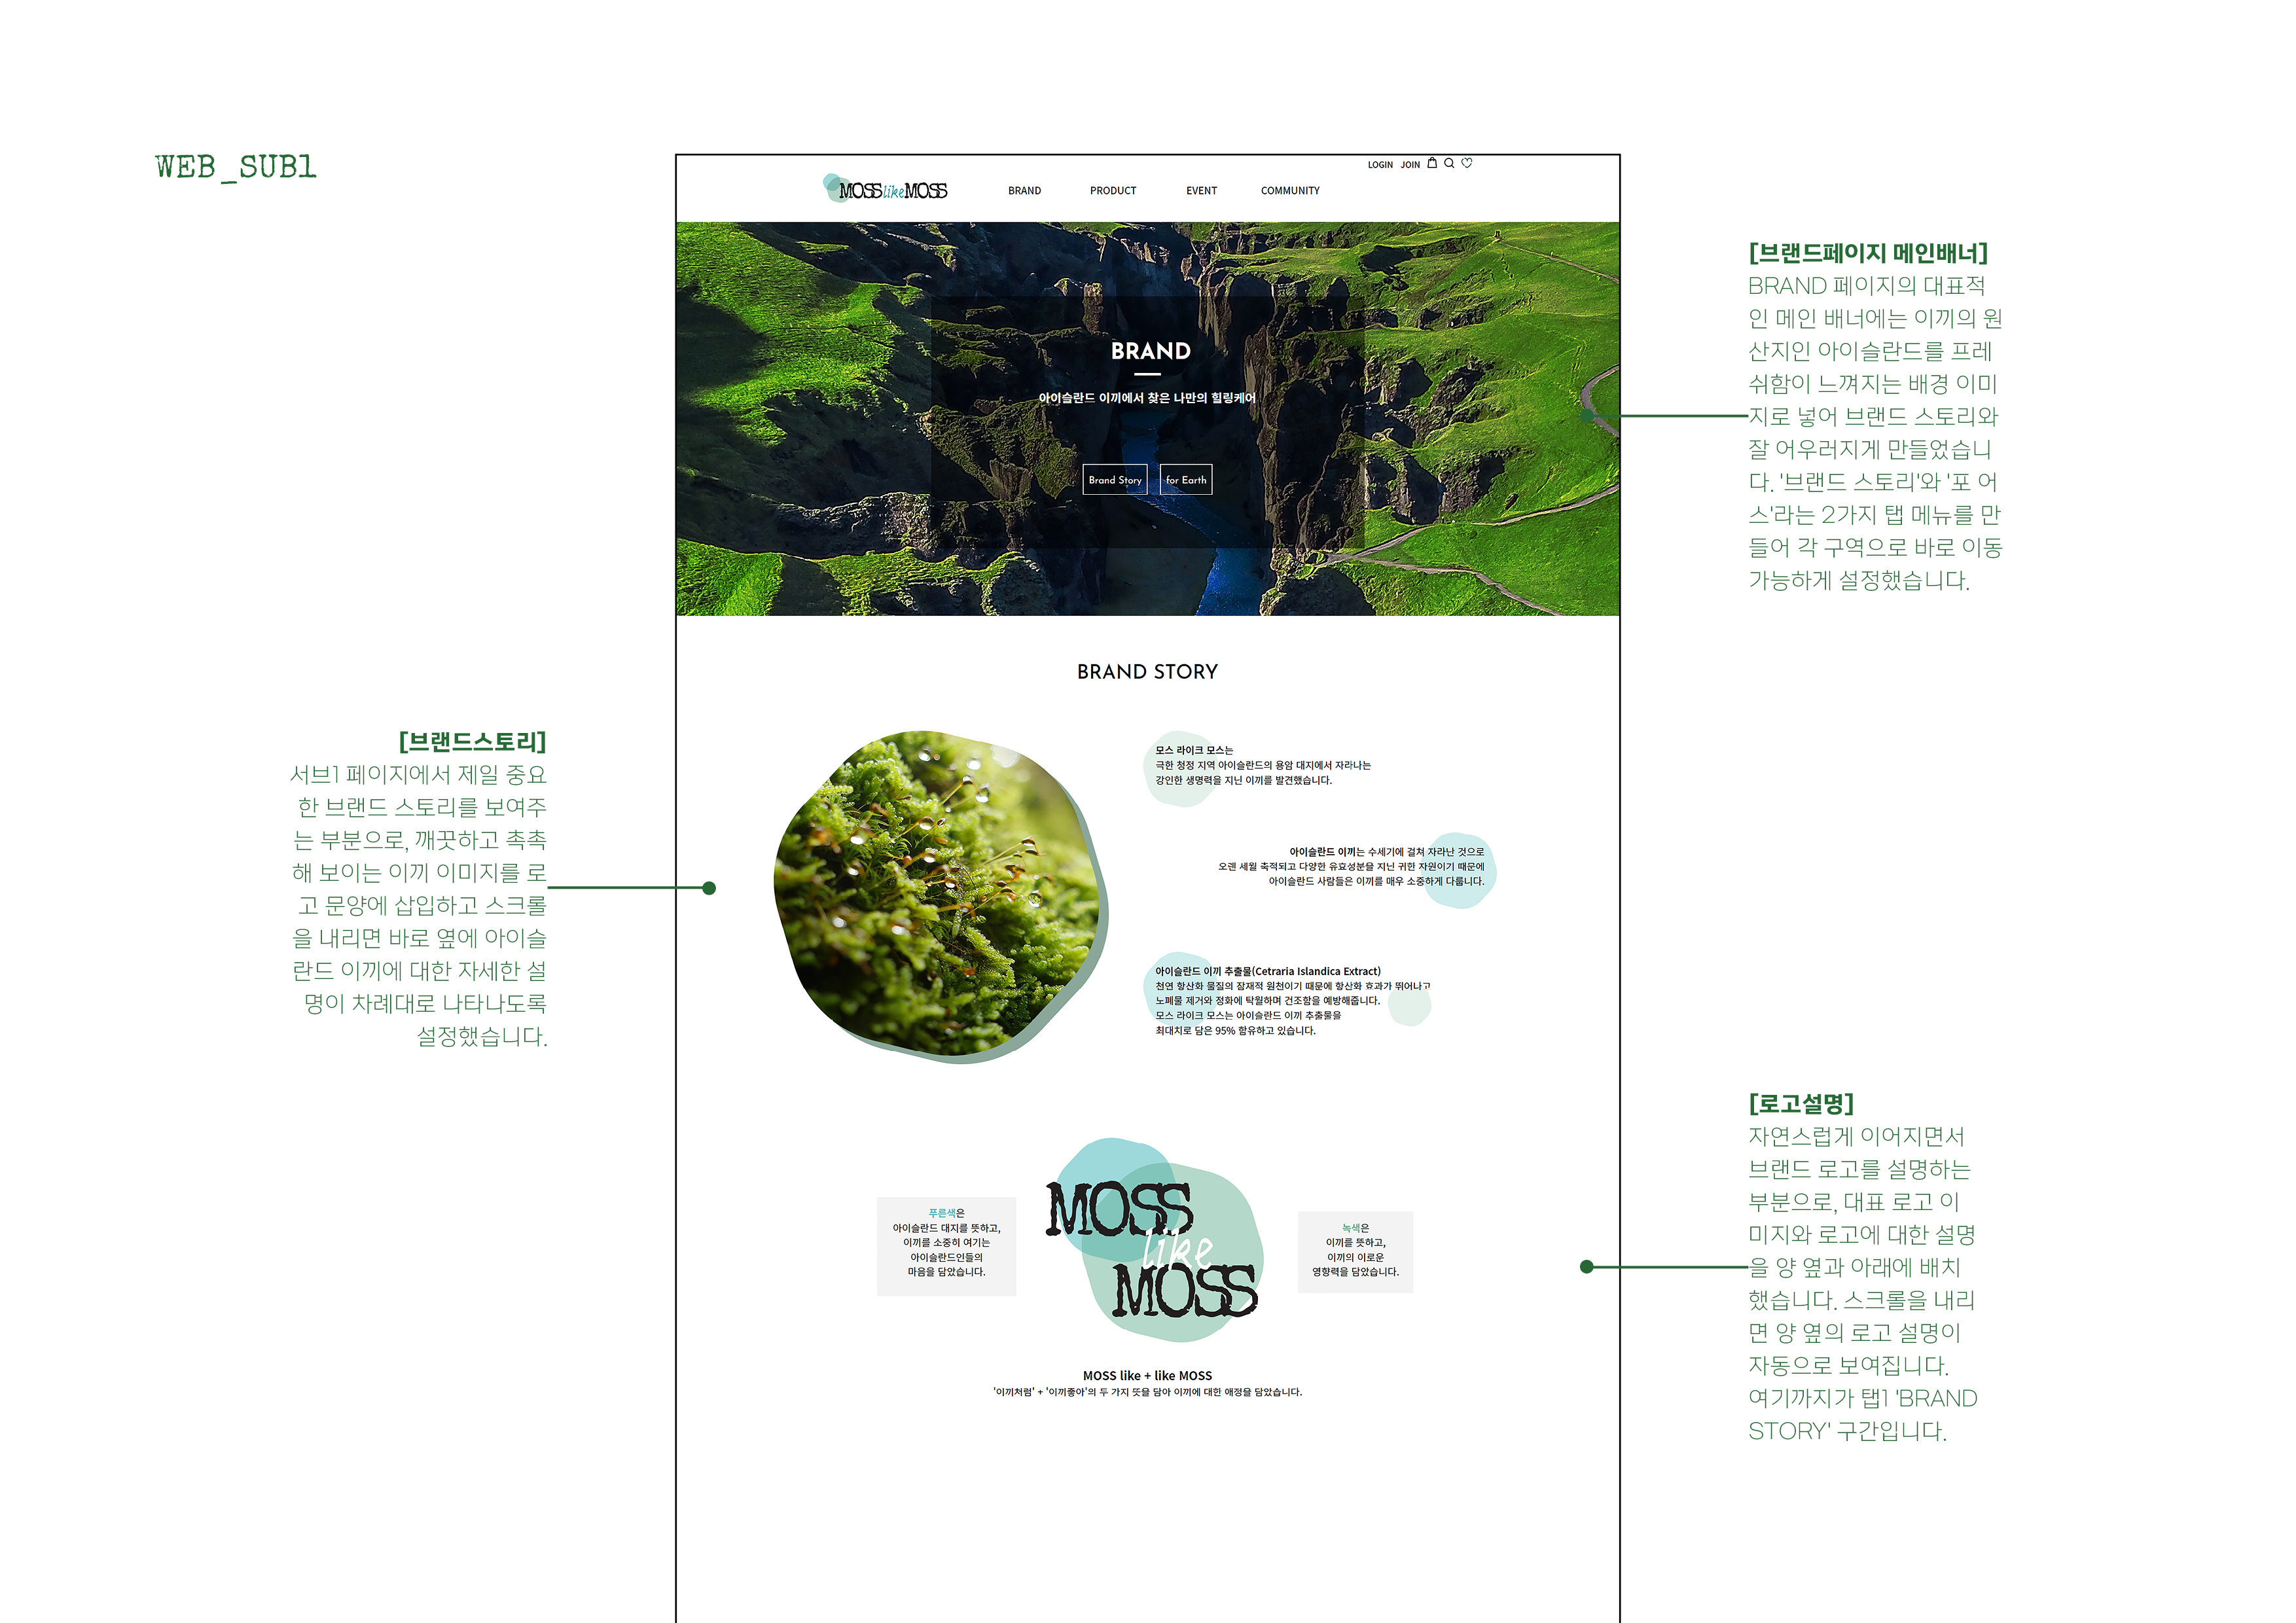 WEB_SUB1
LOGIN JOIN
MOSS like MOSS
BRAND PRODUCT EVENT COMMUNITY
BRAND
아이슬란드 이끼에서 찾은 나만의 힐링케어
Brand Story for Earth
[브랜드페이지 메인배너]
BRAND 페이지의 대표적
인 메인 배너에는 이끼의 원
산지인 아이슬란드를 프레
쉬함이 느껴지는 배경 이미
지로 넣어 브랜드 스토리와
잘 어우러지게 만들었습니
다. '브랜드 스토리'와 '포 어
스'라는 2가지 탭 메뉴를 만
들어 각 구역으로 바로 이동
가능하게 설정했습니다.
BRAND STORY
[브랜드스토리]
서브1 페이지에서 제일 중요
한 브랜드 스토리를 보여주
는 부분으로, 깨끗하고 촉촉
해 보이는 이끼 이미지를 로
고 문양에 삽입하고 스크롤
을 내리면 바로 옆에 아이슬
란드 이끼에 대한 자세한 설
명이 차례대로 나타나도록
설정했습니다.
모스 라이크 모스는
극한 청정 지역 아이슬란드의 용암 대지에서 자라나는
강인한 생명력을 지닌 이끼를 발견했습니다.
아이슬란드 이끼는 수세기에 걸쳐 자라난 것으로
오랜 세월 축적되고 다양한 유효성분을 지닌 귀한 자원이기 때문에
아이슬란드 사람들은 이끼를 매우 소중하게 다룹니다.
아이슬란드 이끼 추출물(Cetraria Islandica Extract)
천연 항산화 물질의 잠재적 원천이기 때문에 항산화 효과가 뛰어나고
노폐물 제거와 정화에 탁월하며 건조함을 예방해줍니다.
모스 라이크 모스는 아이슬란드 이끼 추출물을
최대치로 담은 95% 함유하고 있습니다.
푸른색은
아이슬란드 대지를 뜻하고,
이끼를 소중히 여기는
아이슬란드인들의
마음을 담았습니다.
MOSS
like
MOSS
녹색은
이끼를 뜻하고,
이끼의 이로운
영향력을 담았습니다.
MOSS like + like MOSS
'이끼처럼' + '이끼좋아'의 두 가지 뜻을 담아 이끼에 대한 애정을 담았습니다.
[로고설명]
자연스럽게 이어지면서
브랜드 로고를 설명하는
부분으로, 대표 로고 이
미지와 로고에 대한 설명
을 양 옆과 아래에 배치
했습니다. 스크롤을 내리
면 양 옆의 로고 설명이
자동으로 보여집니다.
여기까지가 탭1 'BRAND
STORY' 구간입니다.